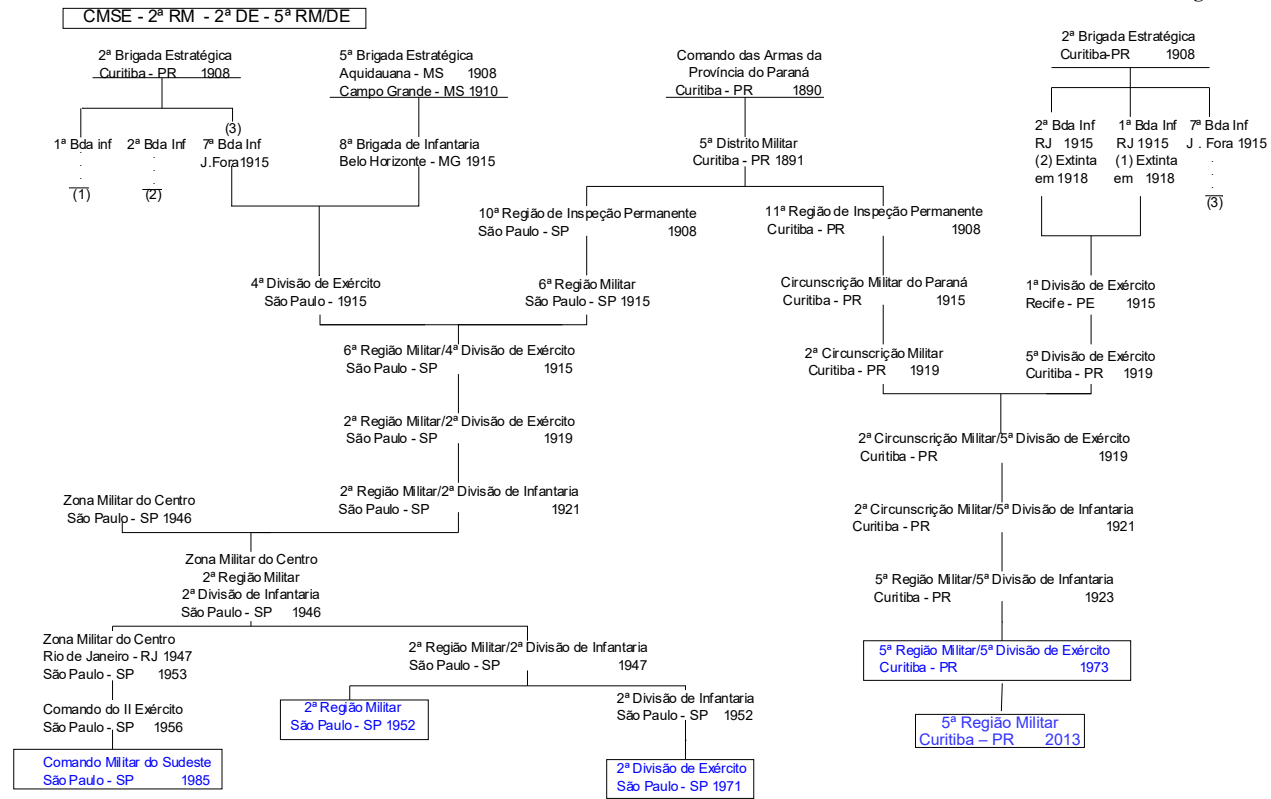 CMSE - 2ª RM - 2ª DE - 5ª RM/DE
2ª Brigada Estratégica
Curitiba - PR 1908
5ª Brigada Estratégica
Aquidauana - MS 1908
Campo Grande - MS 1910
Comando das Armas da
Província do Paraná
Curitiba - PR 1890
2ª Brigada Estratégica
Curitiba-PR 1908
1ª Bda inf
.
.
.
(1)
2ª Bda Inf
.
.
.
(2)
(3)
7ª Bda Inf
J.Fora1915
8ª Brigada de Infantaria
Belo Horizonte - MG 1915
5ª Distrito Militar
Curitiba - PR 1891
2ª Bda Inf
RJ 1915
(2) Extinta
em 1918
1ª Bda Inf
RJ 1915
(1) Extinta
em 1918
7ª Bda Inf
J . Fora 1915
.
.
.
(3)
10ª Região de Inspeção Permanente
São Paulo - SP 1908
11ª Região de Inspeção Permanente
Curitiba - PR 1908
4ª Divisão de Exército
São Paulo - 1915
6ª Região Militar
São Paulo - SP 1915
Circunscrição Militar do Paraná
Curitiba - PR 1915
1ª Divisão de Exército
Recife - PE 1915
6ª Região Militar/4ª Divisão de Exército
São Paulo - SP 1915
2ª Circunscrição Militar
Curitiba - PR 1919
5ª Divisão de Exército
Curitiba - PR 1919
2ª Região Militar/2ª Divisão de Exército
São Paulo - SP 1919
2ª Circunscrição Militar/5ª Divisão de Exército
Curitiba - PR 1919
Zona Militar do Centro
São Paulo - SP 1946
2ª Região Militar/2ª Divisão de Infantaria
São Paulo - SP 1921
2ª Circunscrição Militar/5ª Divisão de Infantaria
Curitiba - PR 1921
Zona Militar do Centro
2ª Região Militar
2ª Divisão de Infantaria
São Paulo - SP 1946
5ª Região Militar/5ª Divisão de Infantaria
Curitiba - PR 1923
Zona Militar do Centro
Rio de Janeiro - RJ 1947
São Paulo - SP 1953
2ª Região Militar/2ª Divisão de Infantaria
São Paulo - SP 1947
5ª Região Militar/5ª Divisão de Exército
Curitiba - PR 1973
Comando do II Exército
São Paulo - SP 1956
2ª Região Militar
São Paulo - SP 1952
2ª Divisão de Infantaria
São Paulo - SP 1952
5ª Região Militar
Curitiba – PR 2013
Comando Militar do Sudeste
São Paulo - SP 1985
2ª Divisão de Exército
São Paulo - SP 1971